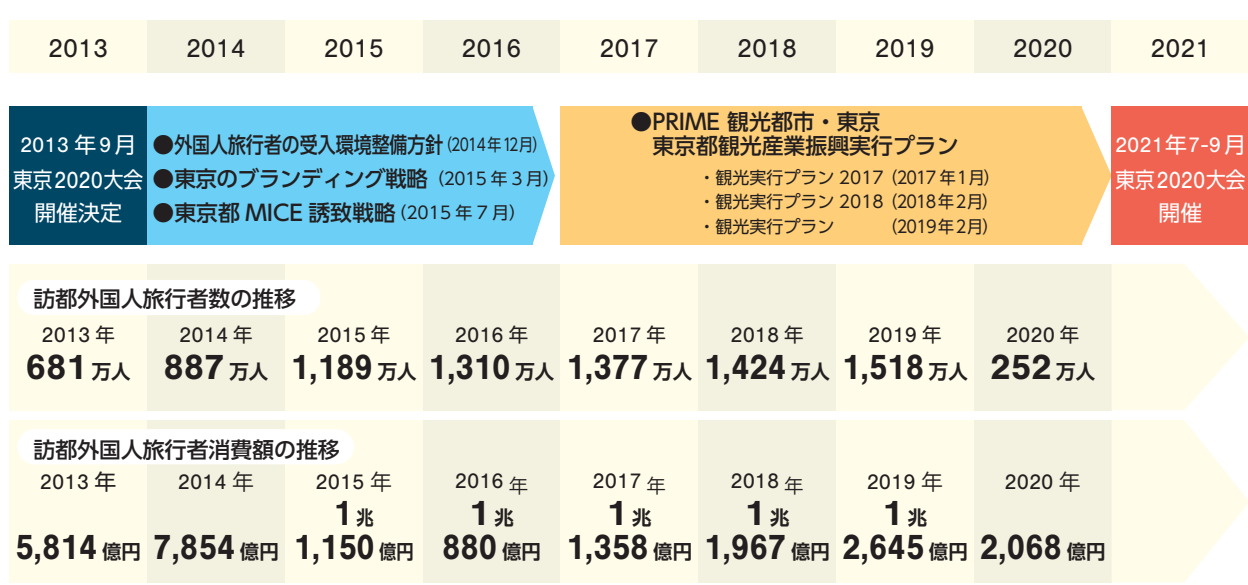 2013 2014 2015 2016 2017 2018 2019 2020 2021
2013年9月
東京2020大会
開催決定
●外国人旅行者の受入環境整備方針(2014年12月)
●東京のブランディング戦略 (2015年3月)
●東京都MICE誘致戦略(2015年7月)
●PRIME 観光都市・東京
東京都観光産業振興実行プラン
・観光実行プラン2017 (2017年1月)
・観光実行プラン2018 (2018年2月)
・観光実行プラン (2019年2月)
2021年7-9月
東京2020大会
開催
訪都外国人旅行者数の推移
2013年 2014年 2015年 2016年 2017年 2018年 2019年 2020年
681万人 887万人 1,189万人 1,310万人 1,377万人 1,424万人 1,518万人 252万人
訪都外国人旅行者消費額の推移
2013年 2014年 2015年 2016年 2017年 2018年 2019年 2020年
1兆 1兆 1兆 1兆 1兆
5,814億円 7,854億円 1,150億円 880億円 1,358億円 1,967億円 2,645億円 2,068億円